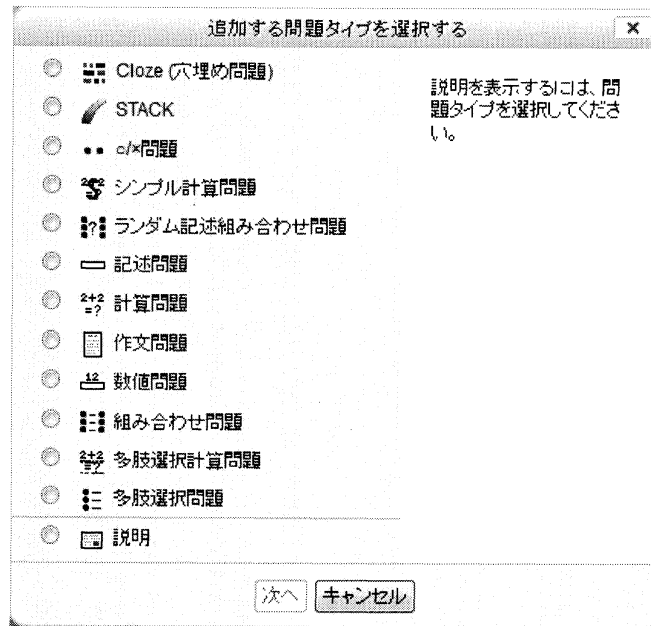 追加する問題タイプを選択する
×
Cloze (穴埋め問題)
STACK
○/×問題
シンプル計算問題
ランダム記述組み合わせ問題
記述問題
2+2
=?
計算問題
作文問題
12
数値問題
組み合わせ問題
2+2
=?
多肢選択計算問題
多肢選択問題
説明
説明を表示するには、問
題タイプを選択してくださ
い。
次へ
キャンセル